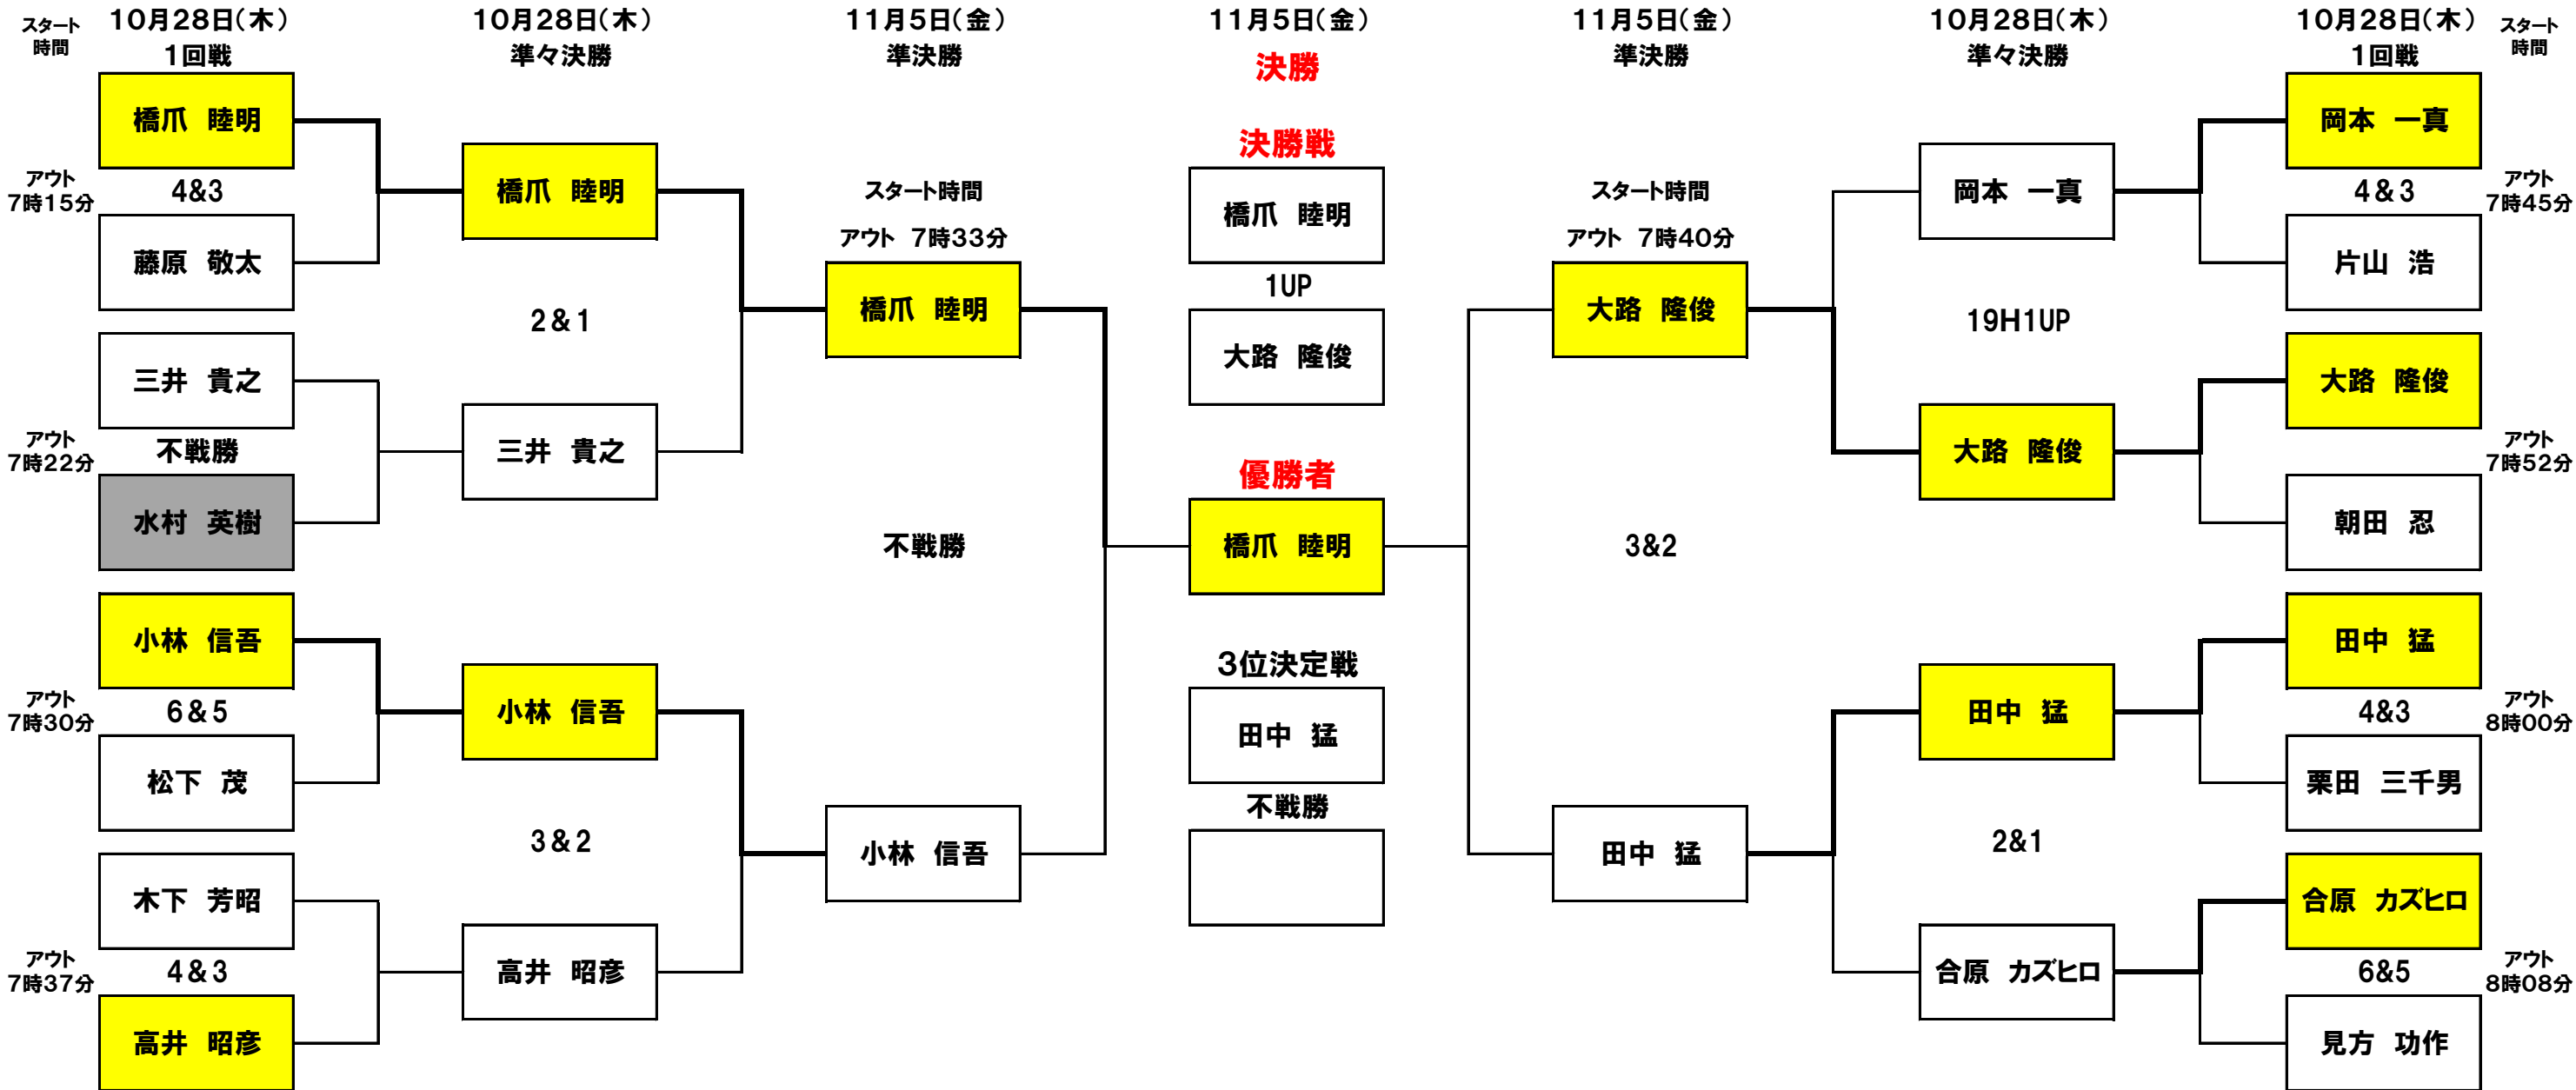 スタート
時間
10月28日(木)
1回戦
10月28日(木)
準々決勝
11月5日(金)
準決勝
11月5日(金)
決勝
11月5日(金)
準決勝
10月28日(木)
準々決勝
10月28日(木)
1回戦
スタート
時間
橋爪 睦明
アウト
7時15分
4&3
藤原 敬太
三井 貴之
アウト
7時22分
不戦勝
水村 英樹
小林 信吾
アウト
7時30分
6&5
松下 茂
木下 芳昭
アウト
7時37分
4&3
高井 昭彦
橋爪 睦明
2&1
三井 貴之
小林 信吾
3&2
高井 昭彦
スタート時間
アウト 7時33分
橋爪 睦明
不戦勝
小林 信吾
決勝戦
橋爪 睦明
1UP
大路 隆俊
優勝者
橋爪 睦明
3位決定戦
田中 猛
不戦勝
スタート時間
アウト 7時40分
大路 隆俊
3&2
田中 猛
岡本 一真
19H1UP
大路 隆俊
田中 猛
2&1
合原 カズヒロ
岡本 一真
4&3
アウト
7時45分
片山 浩
大路 隆俊
アウト
7時52分
朝田 忍
田中 猛
4&3
アウト
8時00分
栗田 三千男
合原 カズヒロ
6&5
アウト
8時08分
見方 功作